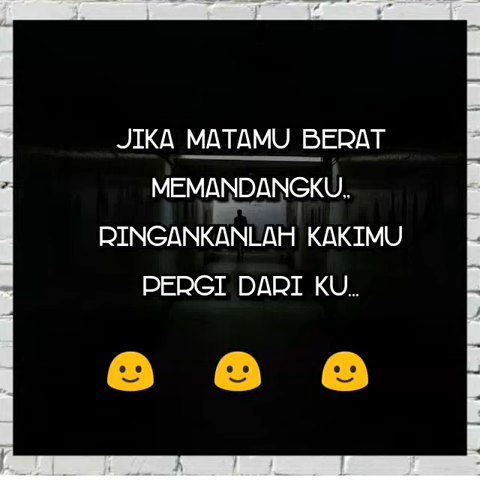 JIKA MATAMU BERAT
MEMANDANGKU,,
RINGANKANLAH KAKIMU
PERGI DARI KU...